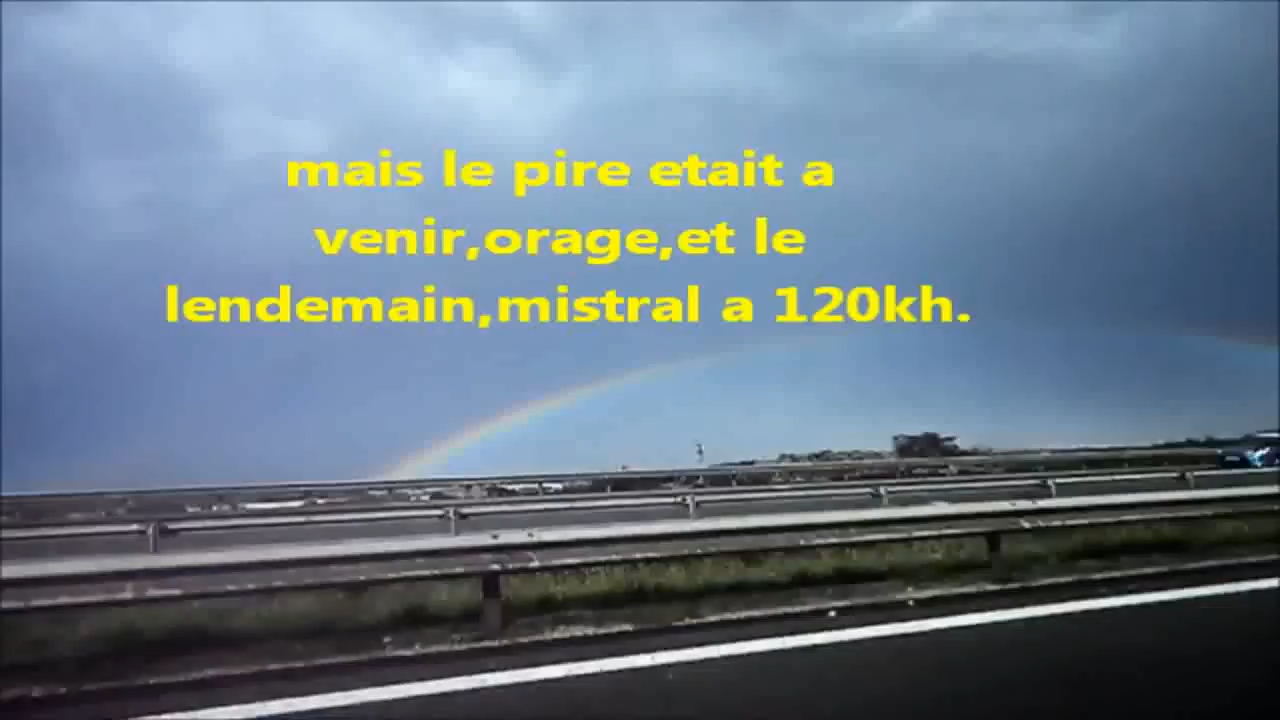 mais le pire etait a
venir,orage,et le
lendemain,mistral a 120kh.